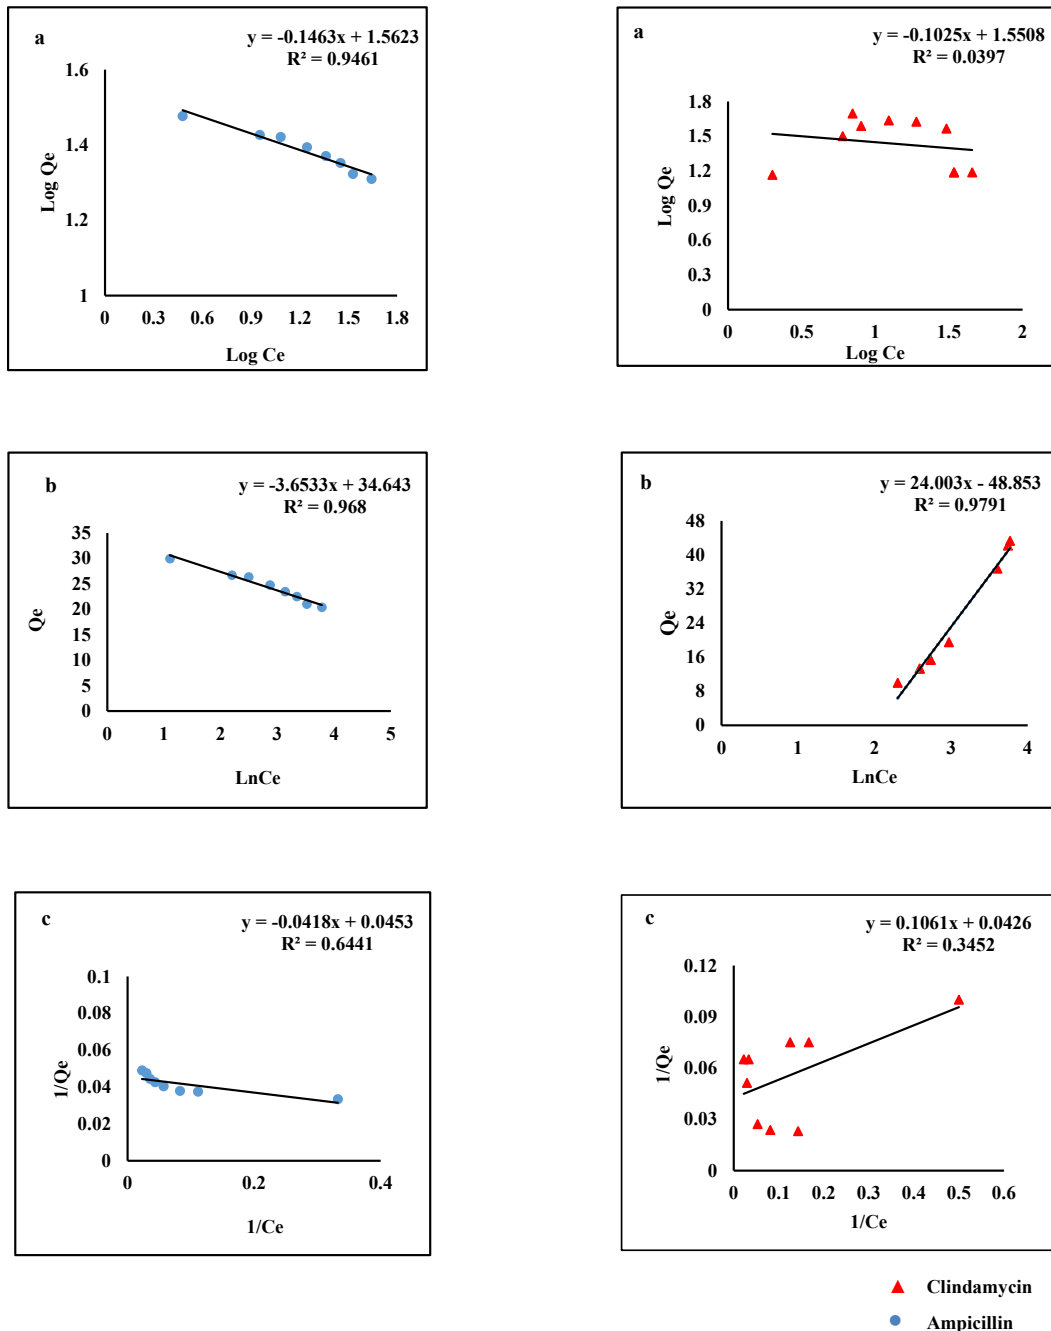 a
y = -0.1463x + 1.5623
R² = 0.9461
1.6
1.4
1.2
1
Log Qe
0 0.3 0.6 0.9 1.2 1.5 1.8
Log Ce
a
y = -0.1025x + 1.5508
R² = 0.0397
1.8
1.5
1.2
0.9
0.6
0.3
0
Log Qe
0 0.5 1 1.5 2
Log Ce
b
y = -3.6533x + 34.643
R² = 0.968
35
30
25
20
15
10
5
0
Qe
0 1 2 3 4 5
LnCe
b
y = 24.003x - 48.853
R² = 0.9791
48
40
32
24
16
8
0
Qe
0 1 2 3 4
LnCe
c
y = -0.0418x + 0.0453
R² = 0.6441
0.1
0.08
0.06
0.04
0.02
0
1/Qe
0 0.2 0.4
1/Ce
c
y = 0.1061x + 0.0426
R² = 0.3452
0.12
0.09
0.06
0.03
0
1/Qe
0 0.1 0.2 0.3 0.4 0.5 0.6
1/Ce
Clindamycin
Ampicillin